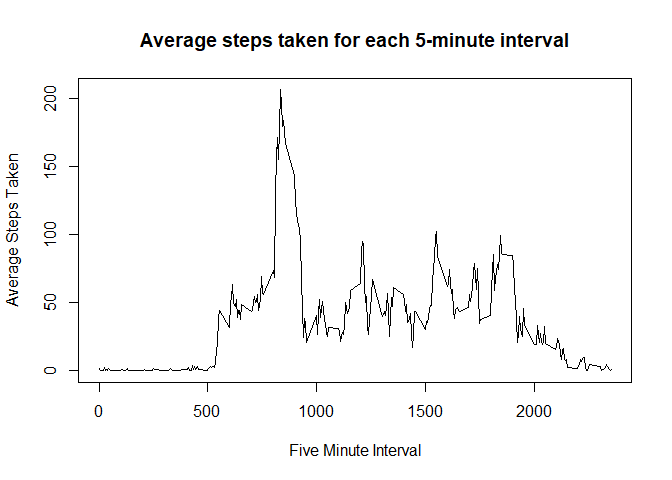 Average steps taken for each 5-minute interval
Average Steps Taken
200
150
100
50
0
0 500 1000 1500 2000
Five Minute Interval